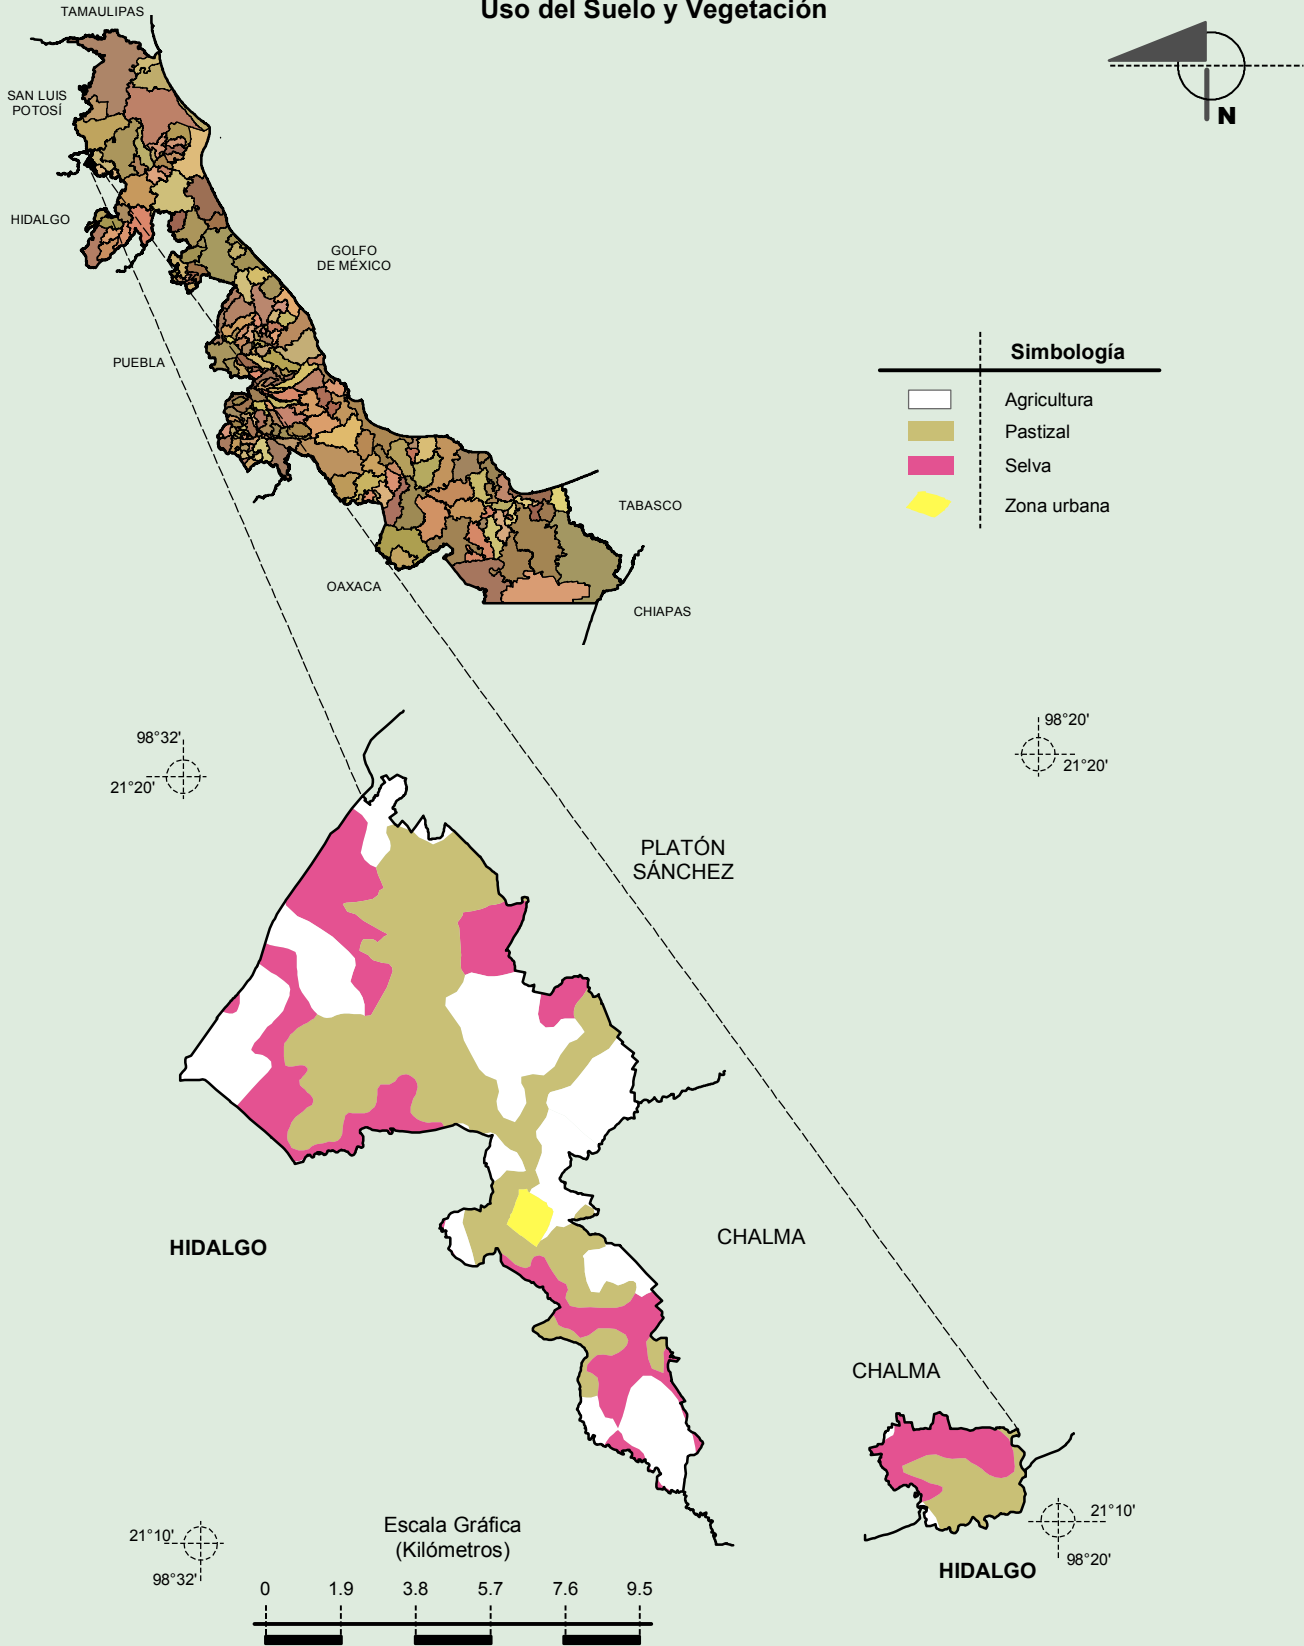 Uso del Suelo y Vegetación
TAMAULIPAS
SAN LUIS
POTOSÍ
N
HIDALGO
GOLFO
DE MÉXICO
PUEBLA
Simbología
Agricultura
Pastizal
Selva
Zona urbana
TABASCO
OAXACA
CHIAPAS
98°32'
21°20'
98°20'
21°20'
PLATÓN
SÁNCHEZ
CHALMA
HIDALGO
CHALMA
21°10'
98°32'
Escala Gráfica
(Kilómetros)
0 1.9 3.8 5.7 7.6 9.5
21°10'
98°20'
HIDALGO